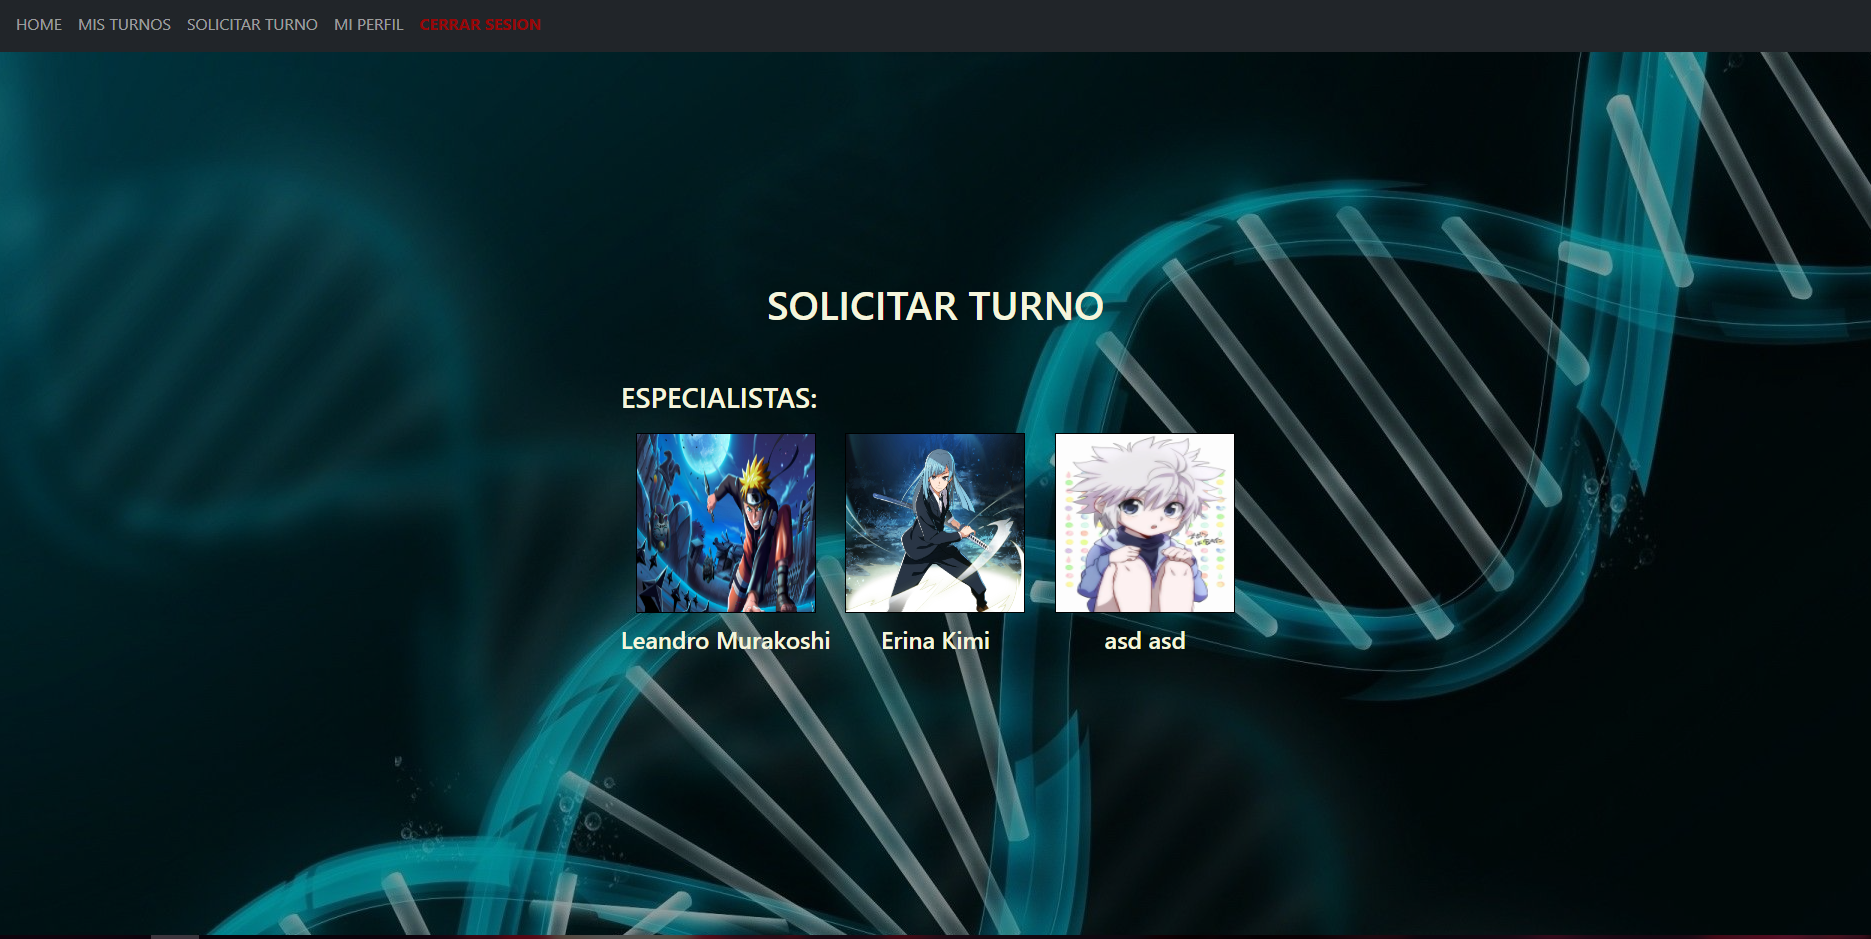 HOME MIS TURNOS SOLICITAR TURNO MI PERFIL CERRAR SESION
SOLICITAR TURNO
ESPECIALISTAS:
Leandro Murakoshi Erina Kimi asd asd